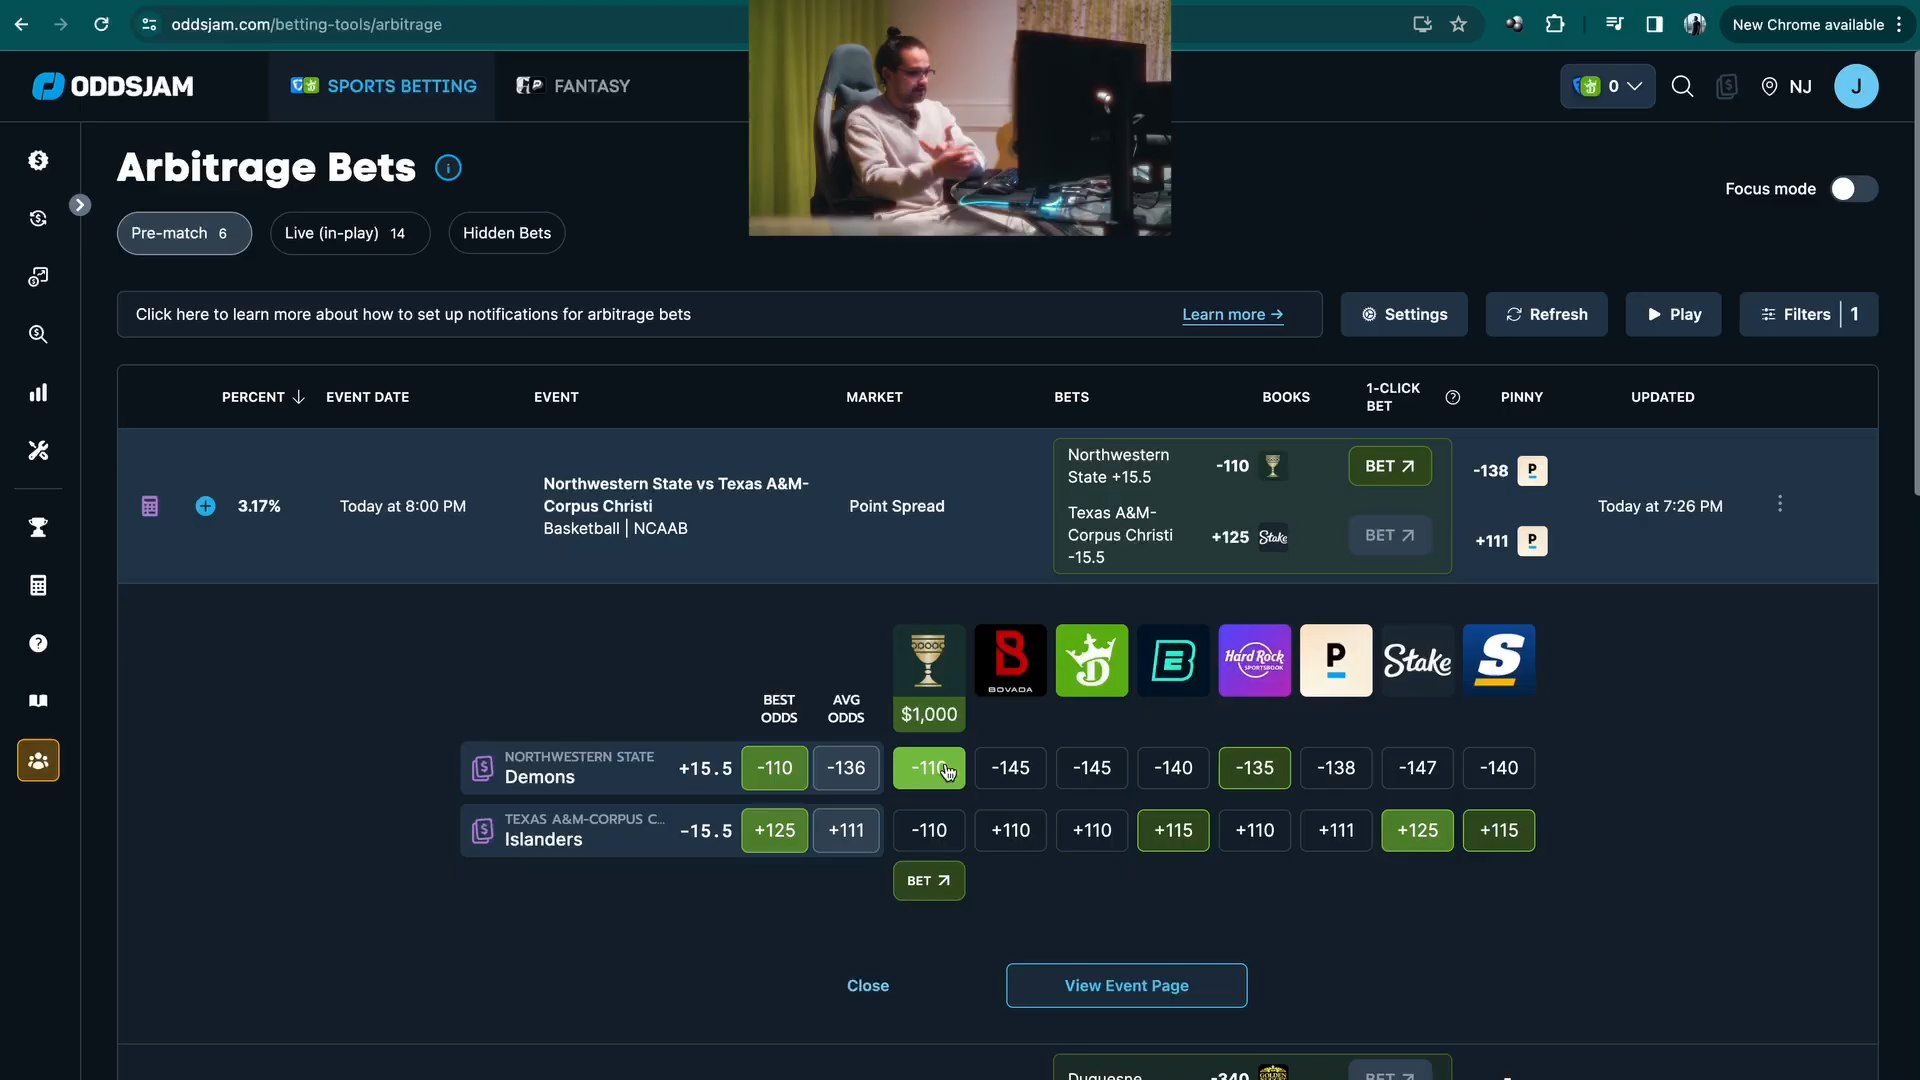 oddsjam.com/betting-tools/arbitrage
New Chrome available
ODDSJAM
SPORTS BETTING
FANTASY
0
NJ
J
Arbitrage Bets
Focus mode
Pre-match 6
Live (in-play) 14
Hidden Bets
Click here to learn more about how to set up notifications for arbitrage bets
Learn more →
Settings
Refresh
Play
Filters 1
PERCENT
EVENT DATE
EVENT
MARKET
BETS
BOOKS
1-CLICK
BET
PINNY
UPDATED
3.17%
Today at 8:00 PM
Northwestern State vs Texas A&M-
Corpus Christi
Basketball | NCAAB
Point Spread
Northwestern
State +15.5
-110
BET
Texas A&M-
Corpus Christi
-15.5
+125
Stake
BET
-138
P
+111
P
Today at 7:26 PM
BEST
ODDS
AVG
ODDS
$1,000
B
BOVADA
D
B
Hard Rock
SPORTSBOOK
P
Stake
S
NORTHWESTERN STATE
Demons
+15.5
-110
-136
-110
-145
-145
-140
-135
-138
-147
-140
TEXAS A&M-CORPUS C...
Islanders
-15.5
+125
+111
-110
+110
+110
+115
+110
+111
+125
+115
BET
Close
View Event Page
Duquesne
-340
BET